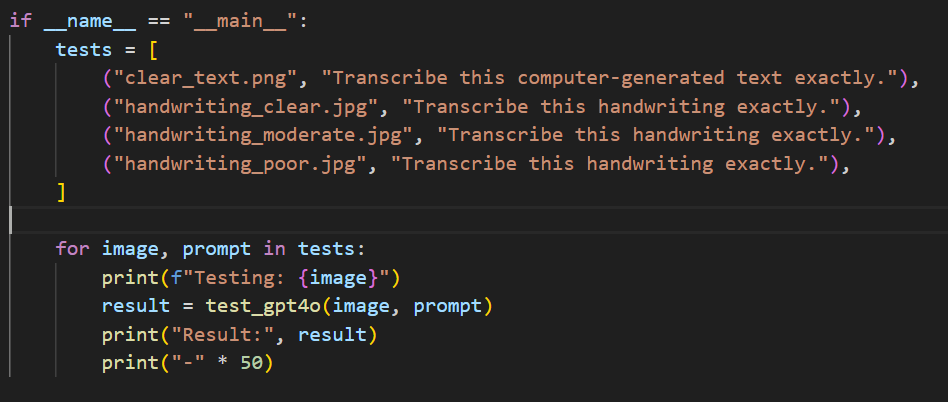 if __name__ == "__main__":
    tests = [
        ("clear_text.png", "Transcribe this computer-generated text exactly."),
        ("handwriting_clear.jpg", "Transcribe this handwriting exactly."),
        ("handwriting_moderate.jpg", "Transcribe this handwriting exactly."),
        ("handwriting_poor.jpg", "Transcribe this handwriting exactly."),
    ]

    for image, prompt in tests:
        print(f"Testing: {image}")
        result = test_gpt4o(image, prompt)
        print("Result:", result)
        print("-" * 50)